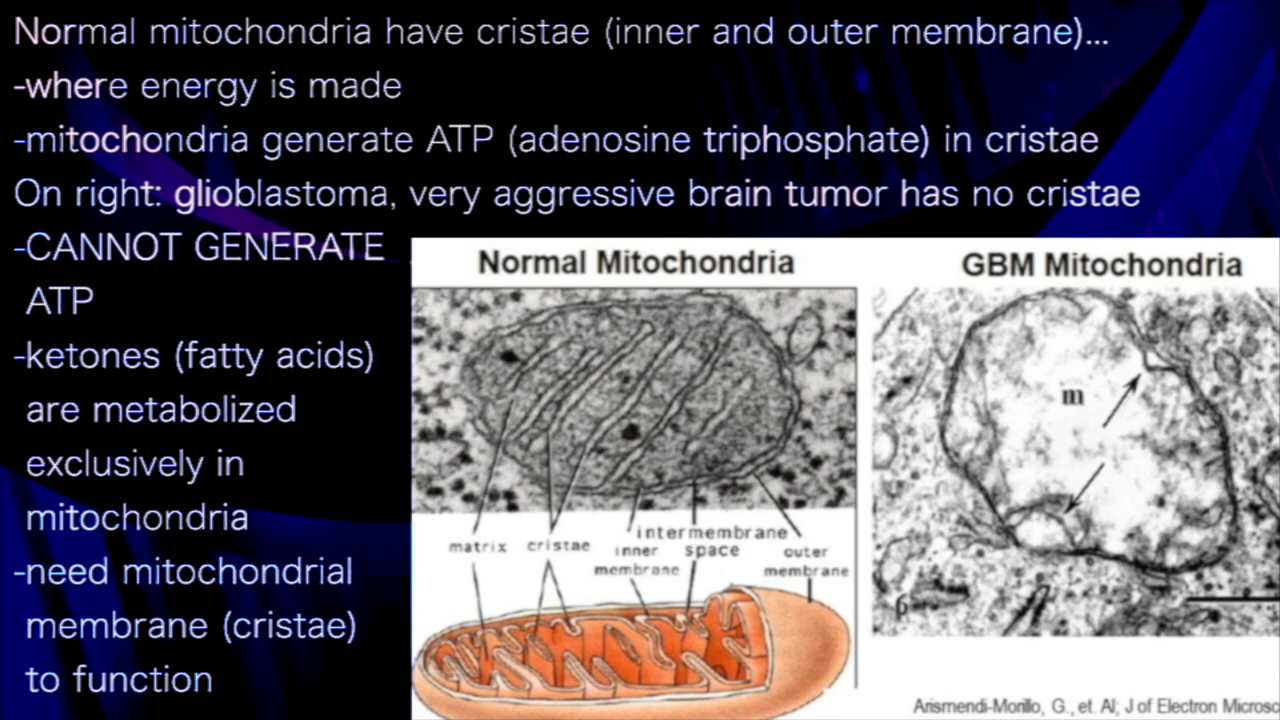 Normal mitochondria have cristae (inner and outer membrane)...
-where energy is made
-mitochondria generate ATP (adenosine triphosphate) in cristae
On right: glioblastoma, very aggressive brain tumor has no cristae
-CANNOT GENERATE
ATP
-ketones (fatty acids)
are metabolized
exclusively in
mitochondria
-need mitochondrial
membrane (cristae)
to function
Normal Mitochondria
GBM Mitochondria
m
6
matrix
cristae
inner
membrane
intermembrane
space
outer
membrane
Arismendi-Morillo, G., et. Al; J of Electron Microsc